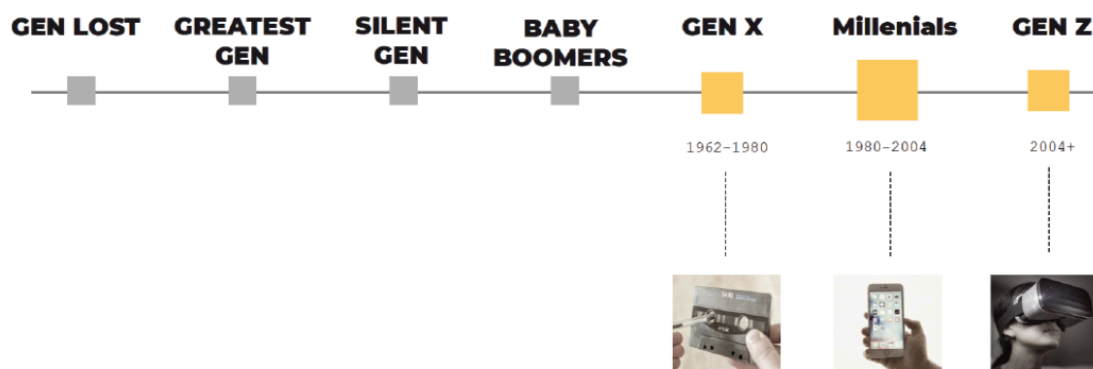 GEN LOST
GREATEST
GEN
SILENT
GEN
BABY
BOOMERS
GEN X
Millenials
GEN Z
1962-1980
1980-2004
2004+